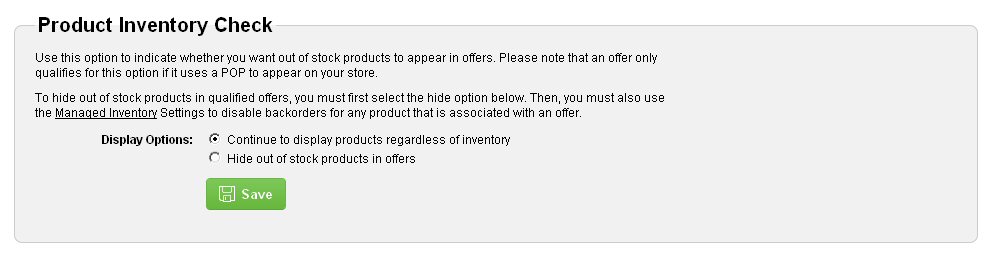 Product Inventory Check
Use this option to indicate whether you want out of stock products to appear in offers. Please note that an offer only
qualifies for this option if it uses a POP to appear on your store.
To hide out of stock products in qualified offers, you must first select the hide option below. Then, you must also use
the Managed Inventory Settings to disable backorders for any product that is associated with an offer.
Display Options: Continue to display products regardless of inventory
Hide out of stock products in offers
Save